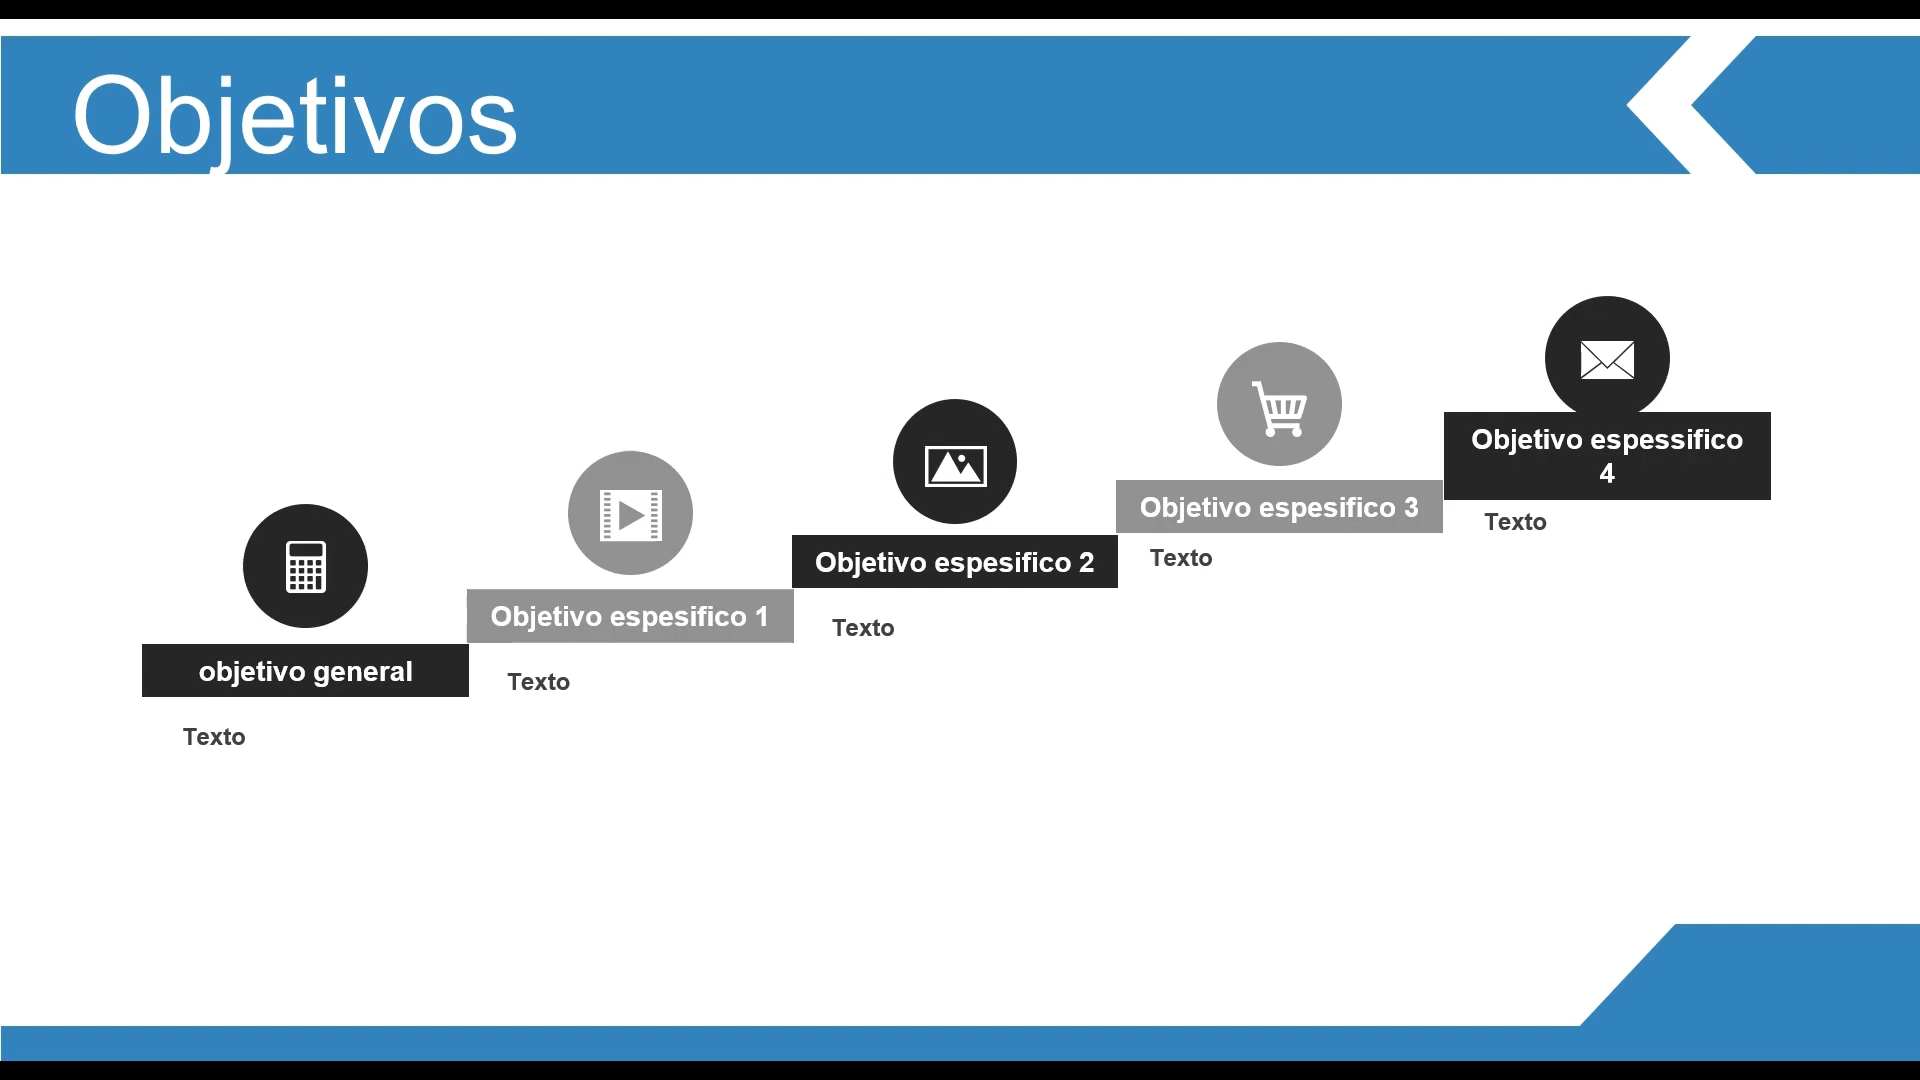 Objetivos
objetivo general
Texto
Objetivo espesifico 1
Texto
Objetivo espesifico 2
Texto
Objetivo espesifico 3
Texto
Objetivo espessifico
4
Texto